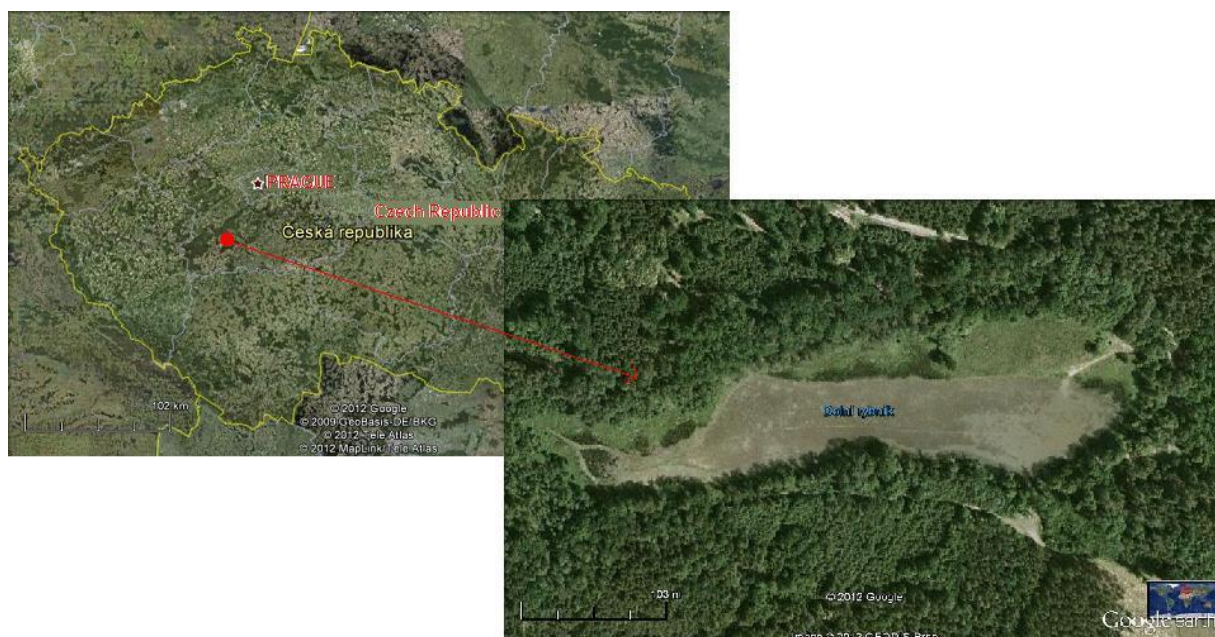 PRAGUE
Czech Republic
Česká republika
102 km
© 2012 Google
© 2009 GeoBasis-DE/BKG
© 2012 Tele Atlas
© 2012 MapLink/Tele Atlas
Dolní rybník
103 m
© 2012 Google
Google earth